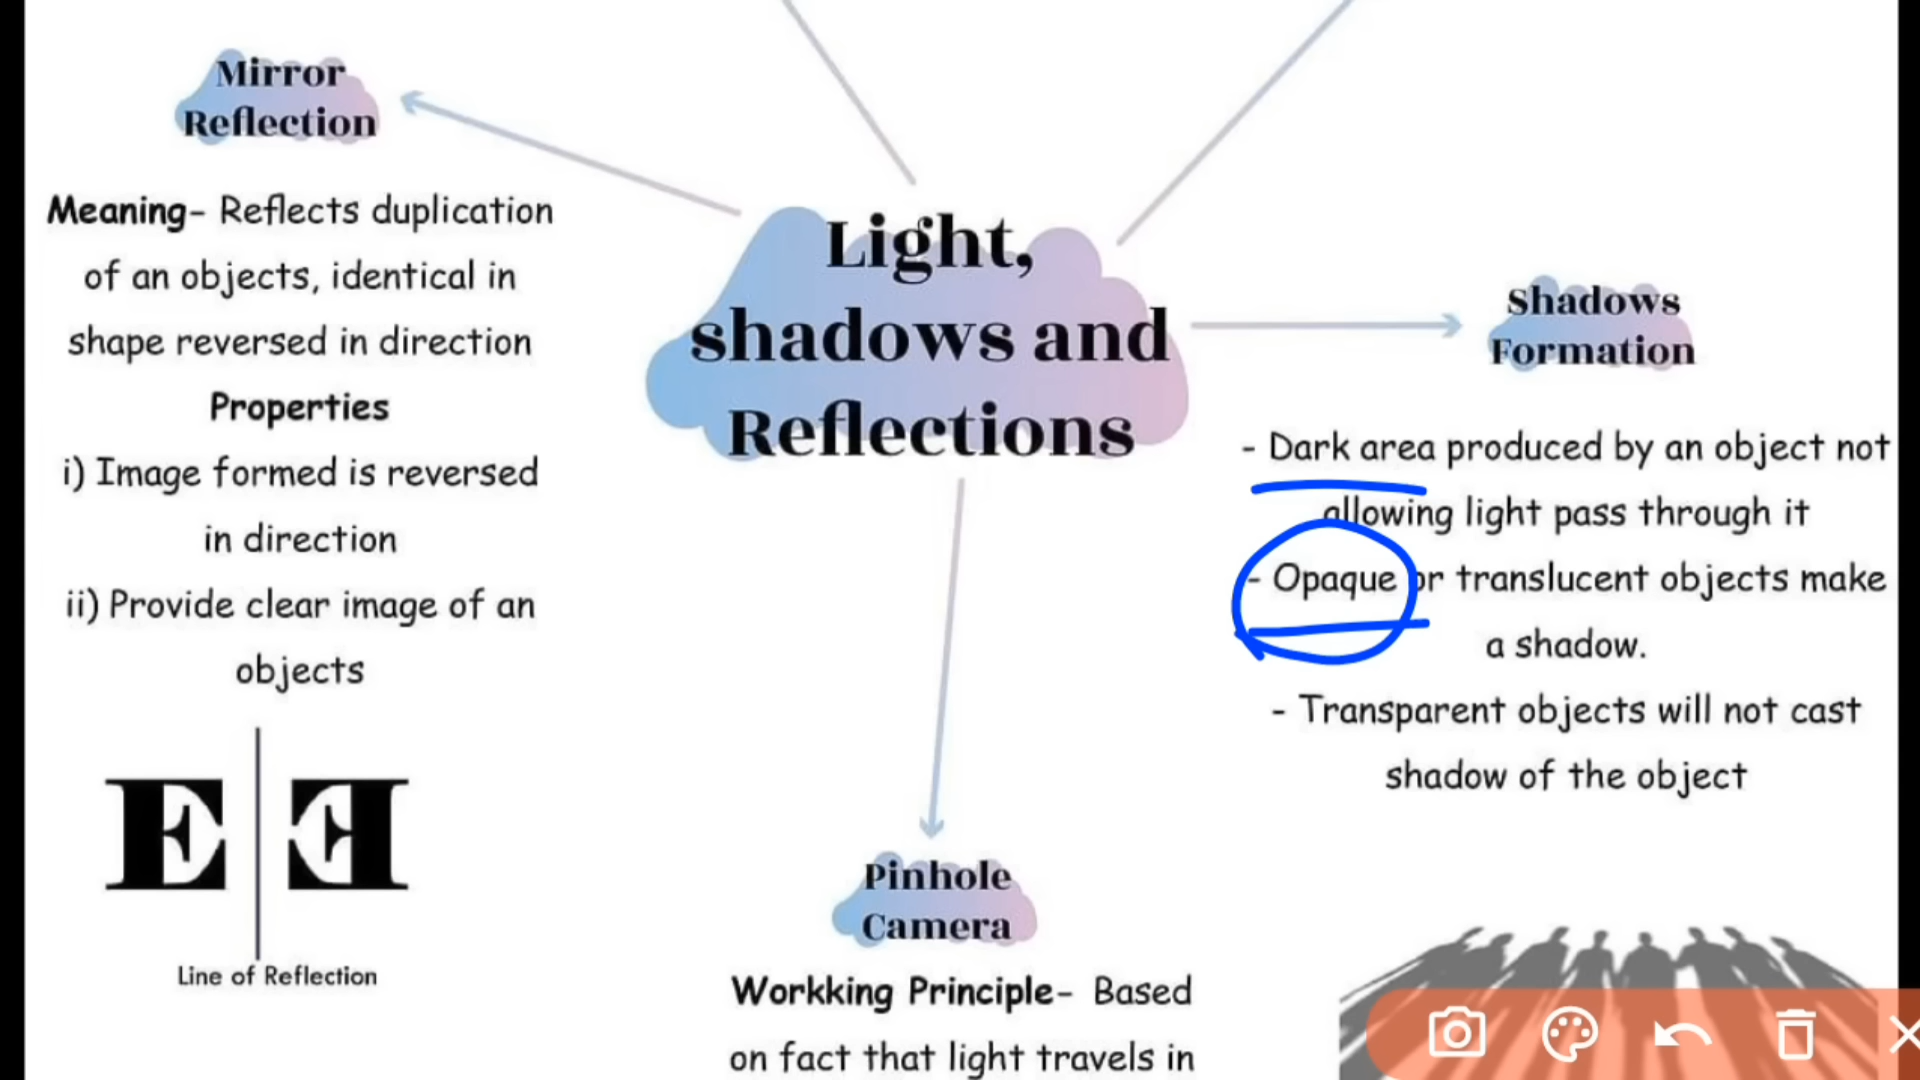 Mirror
Reflection
Meaning- Reflects duplication
of an objects, identical in
shape reversed in direction
Properties
i) Image formed is reversed
in direction
ii) Provide clear image of an
objects
E E
Line of Reflection
Light,
shadows and
Reflections
Pinhole
Camera
Workking Principle- Based
on fact that light travels in
Shadows
Formation
- Dark area produced by an object not
allowing light pass through it
- Opaque or translucent objects make
a shadow.
- Transparent objects will not cast
shadow of the object